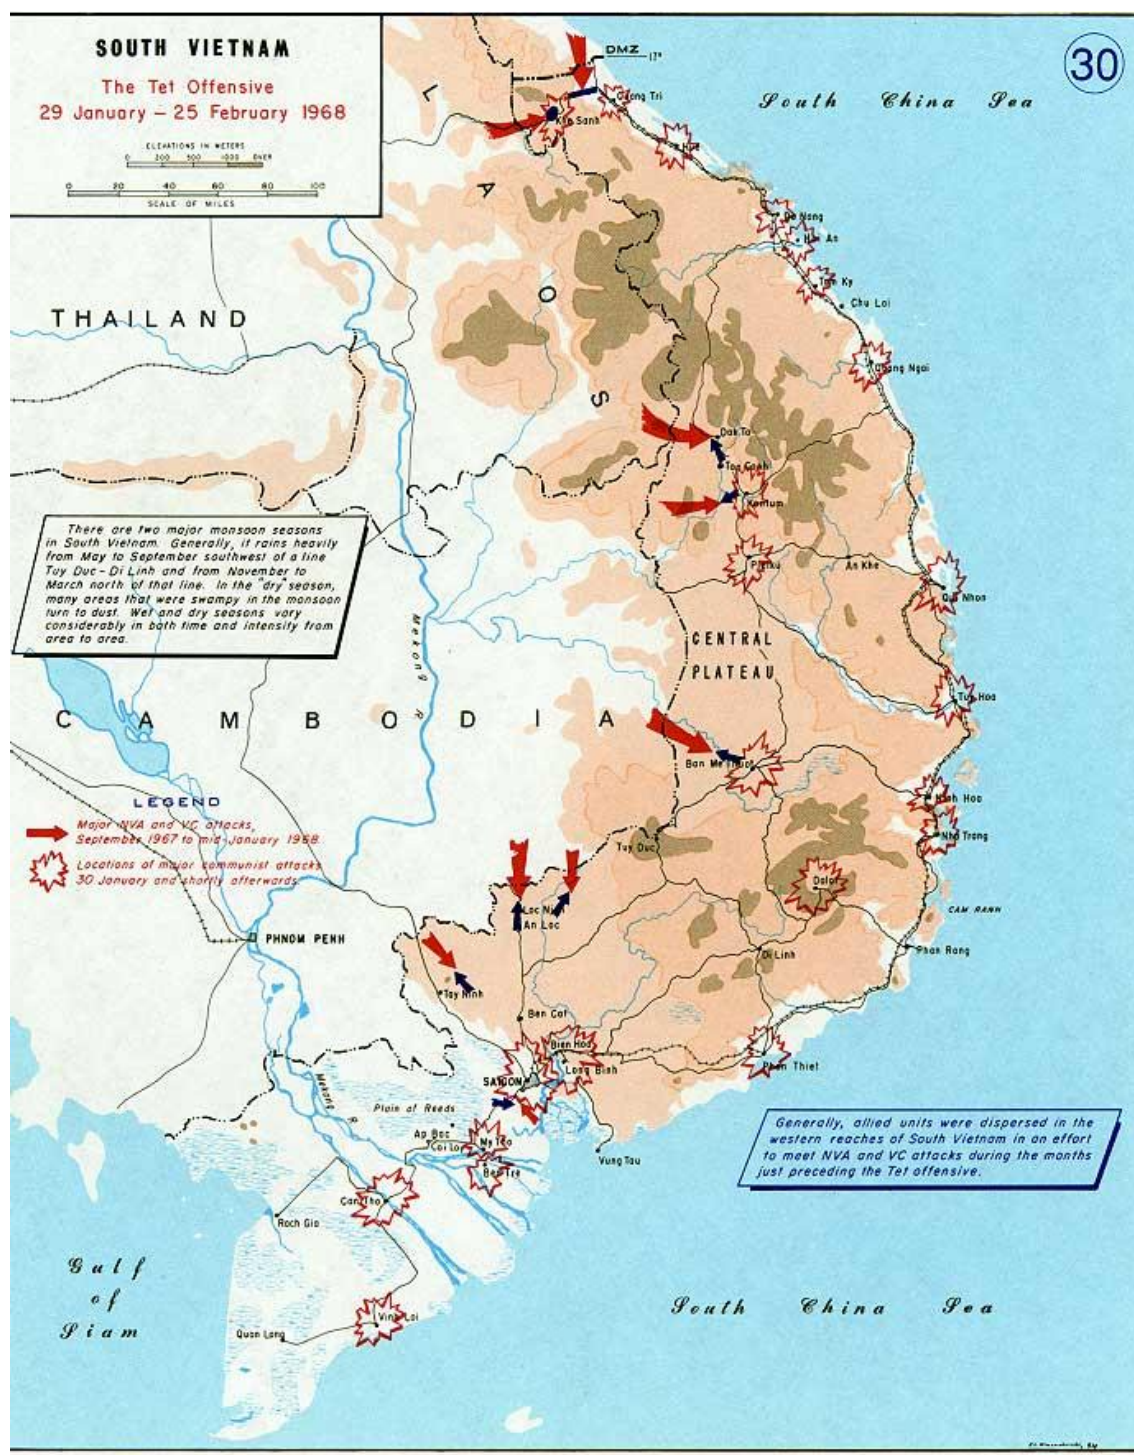 SOUTH VIETNAM
The Tet Offensive
29 January – 25 February 1968
ELEVATIONS IN METERS
0 200 500 1000 OVER
0 20 40 60 80 100
SCALE OF MILES
30
DMZ
17°
South China Sea
Quang Tri
Khe Sanh
Hue
Da Nang
Hoi An
Tam Ky
Chu Lai
Quang Ngai
LAOS
THAILAND
Dak To
Tan Canh
Kontum
Pleiku
An Khe
Qui Nhon
There are two major monsoon seasons
in South Vietnam. Generally, it rains heavily
from May to September southwest of a line
Tuy Duc – Di Linh and from November to
March north of that line. In the "dry" season,
many areas that were swampy in the monsoon
turn to dust. Wet and dry seasons vary
considerably in both time and intensity from
area to area.
Mekong R.
CENTRAL
PLATEAU
Tuy Hoa
CAMBODIA
Ban Me Thuot
Ninh Hoa
Nha Trang
LEGEND
Major NVA and VC attacks,
September 1967 to mid-January 1968.
Locations of major communist attacks
30 January and shortly afterwards.
Tuy Duc
Dalat
CAM RANH
Loc Ninh
An Loc
PHNOM PENH
Di Linh
Phan Rang
Tay Ninh
Ben Cat
Bien Hoa
Long Binh
SAIGON
Phan Thiet
Mekong R.
Plain of Reeds
Ap Bac
Cai Lay
My Tho
Ben Tre
Vung Tau
Generally, allied units were dispersed in the
western reaches of South Vietnam in an effort
to meet NVA and VC attacks during the months
just preceding the Tet offensive.
Can Tho
Rach Gia
Gulf
of
Siam
Vinh Loi
Quan Long
South China Sea